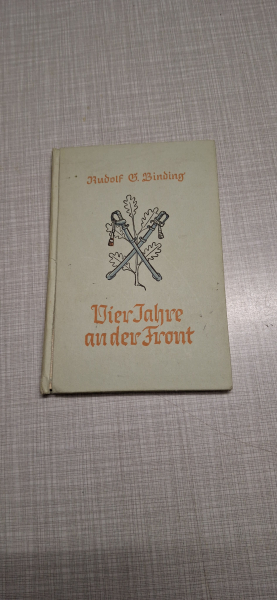 Rudolf G. Binding
Vier Jahre
an der Front